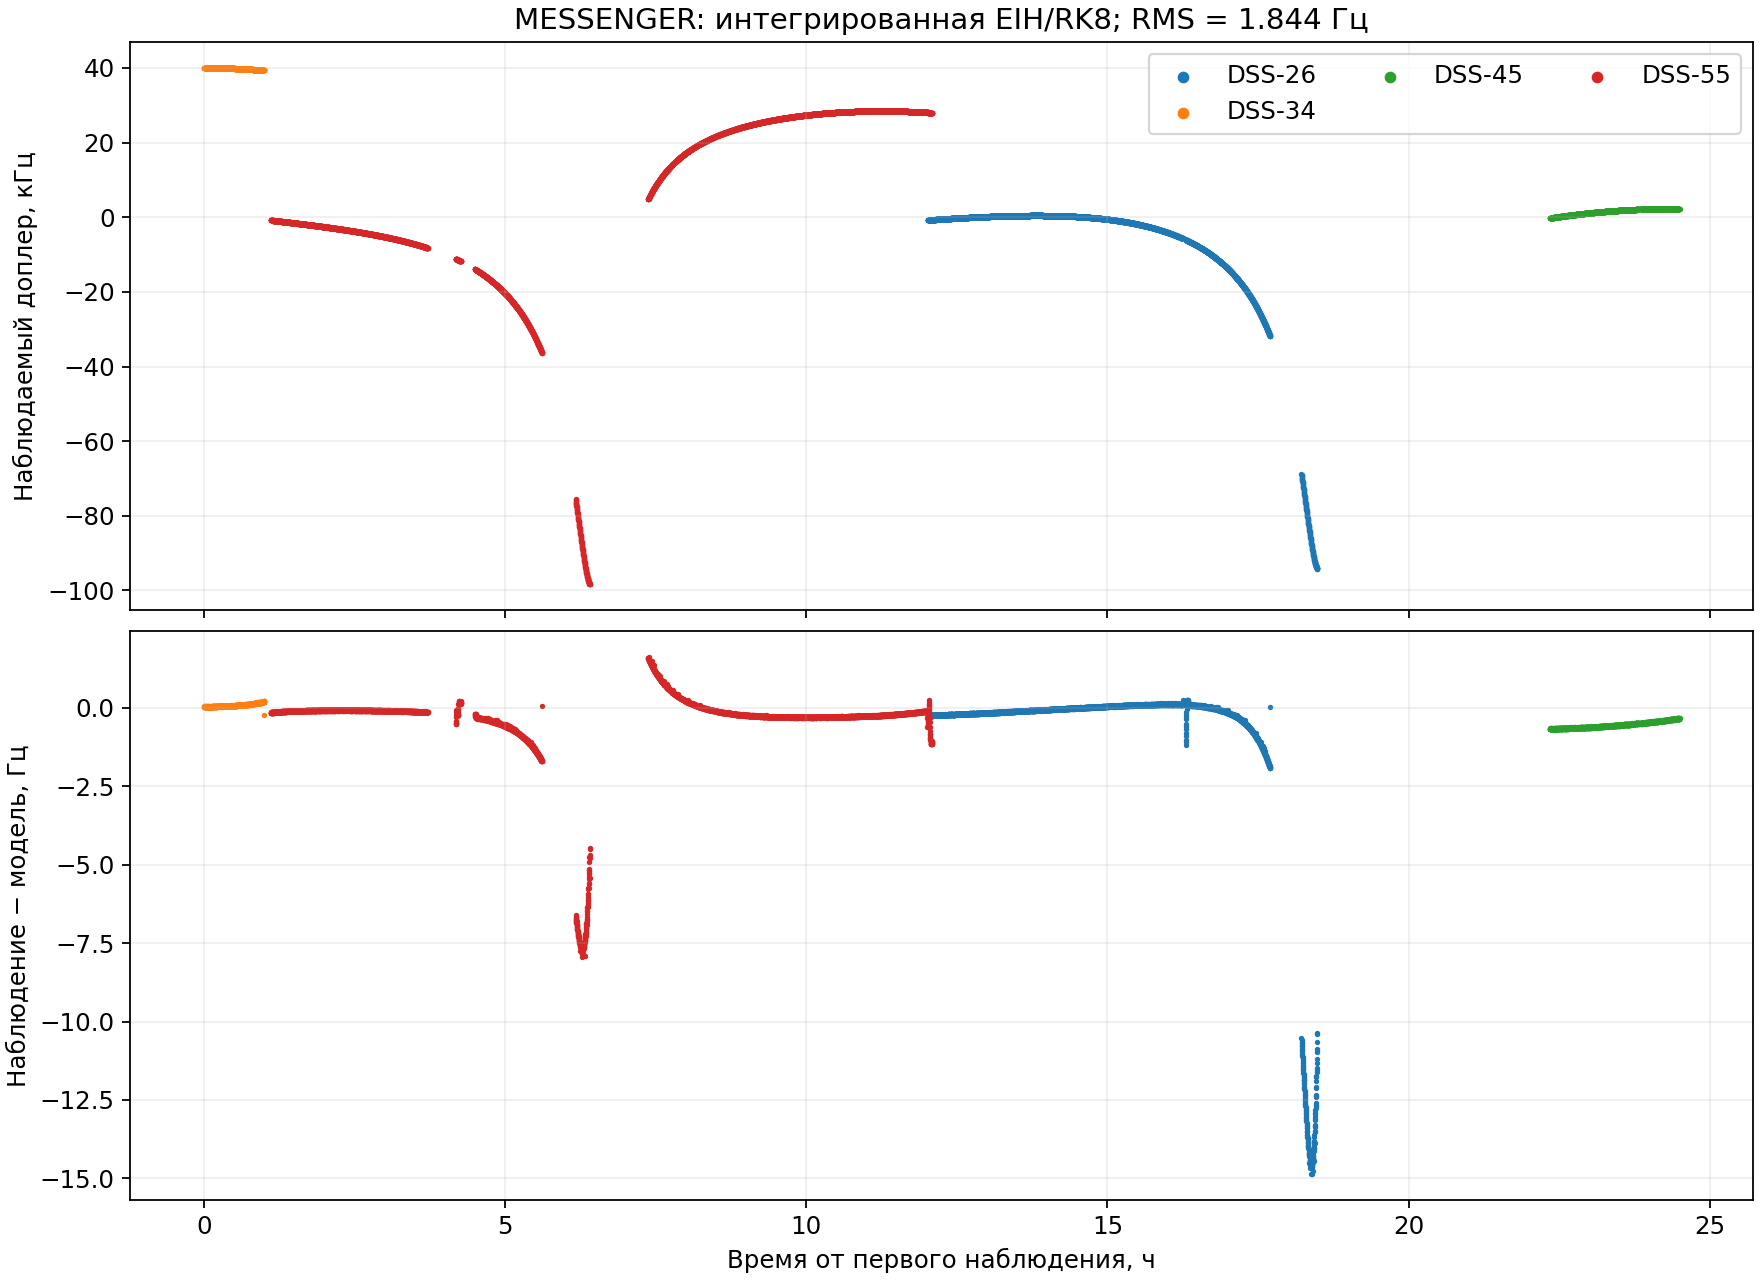 MESSENGER: интегрированная EIH/RK8; RMS = 1.844 Гц
Наблюдаемый доплер, кГц
40
20
0
−20
−40
−60
−80
−100
DSS-26
DSS-34
DSS-45
DSS-55
Наблюдение − модель, Гц
0.0
−2.5
−5.0
−7.5
−10.0
−12.5
−15.0
0 5 10 15 20 25
Время от первого наблюдения, ч